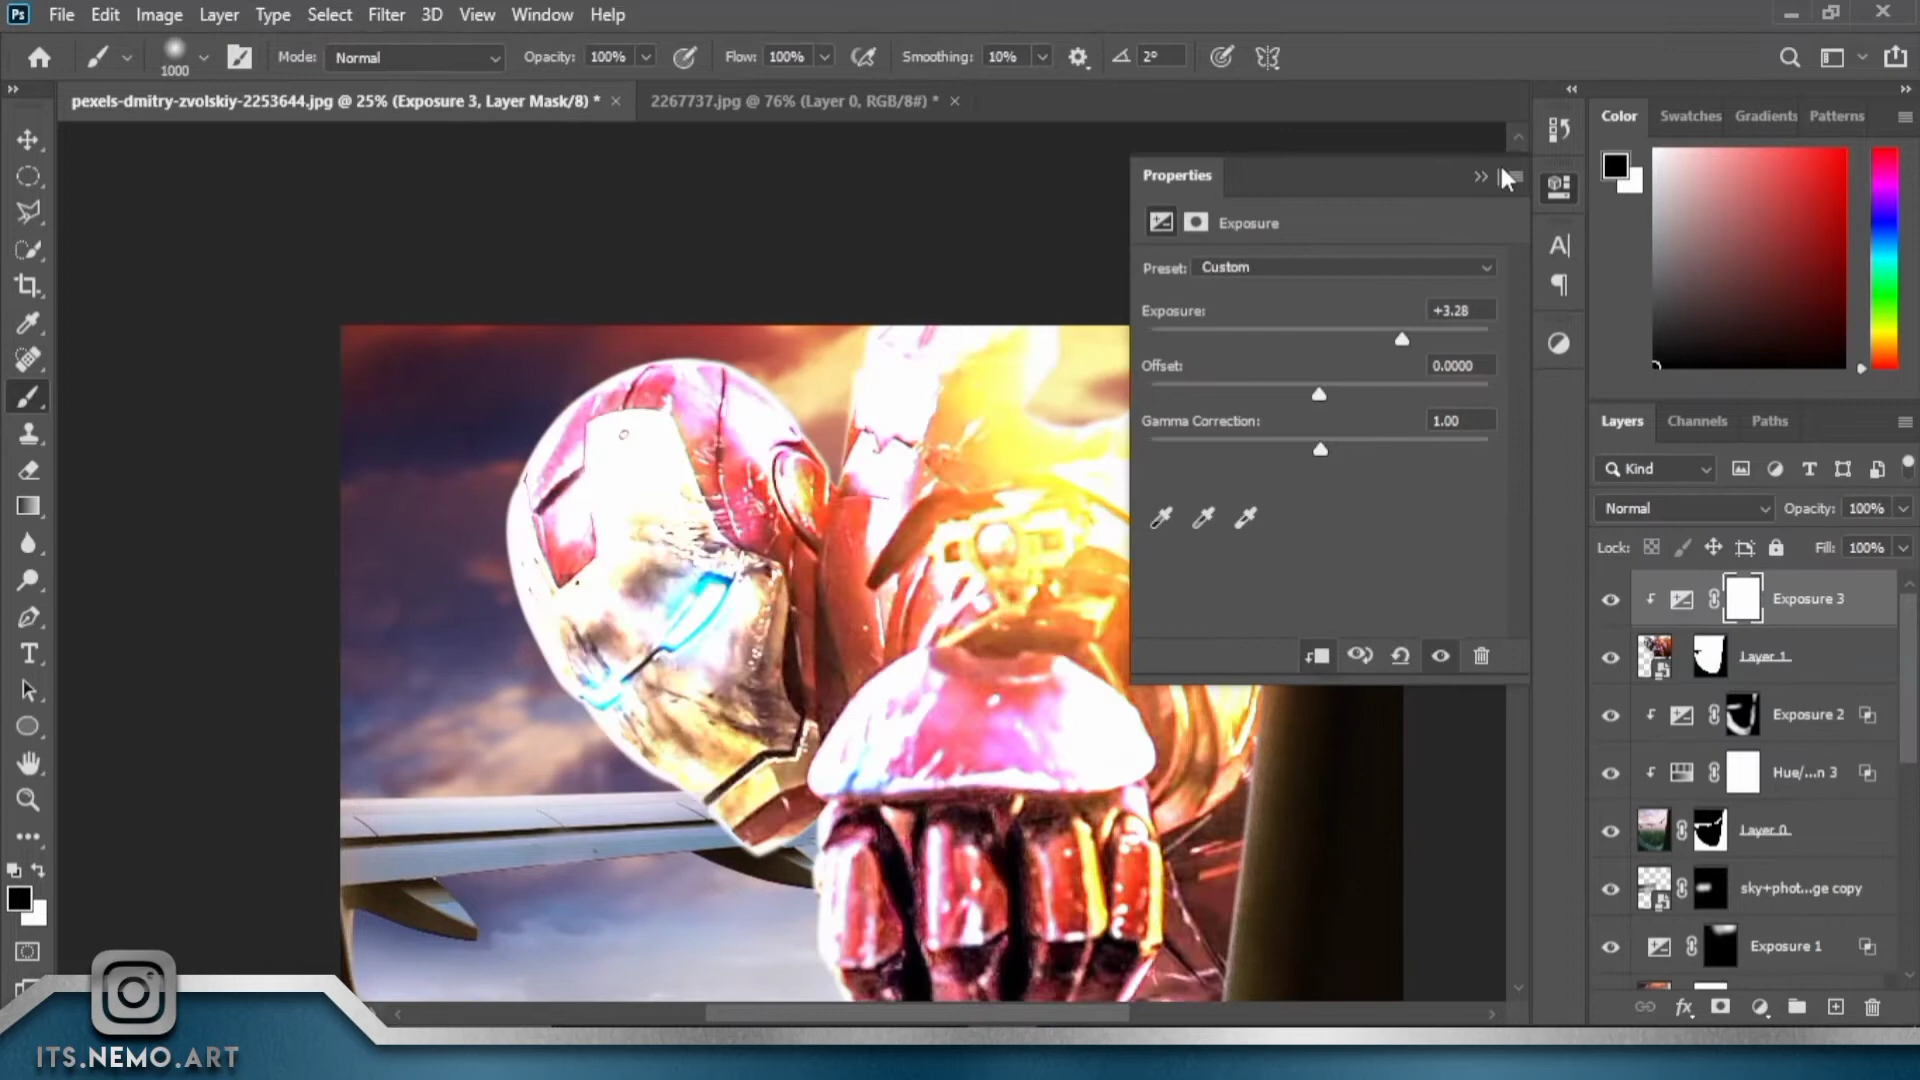 Ps File Edit Image Layer Type Select Filter 3D View Window Help
1000 Mode: Normal Opacity: 100% Flow: 100% Smoothing: 10% 2°
pexels-dmitry-zvolskiy-2253644.jpg @ 25% (Exposure 3, Layer Mask/8) * × 2267737.jpg @ 76% (Layer 0, RGB/8#) * ×
Properties
Exposure
Preset: Custom
Exposure: +3.28
Offset: 0.0000
Gamma Correction: 1.00
Color Swatches Gradients Patterns
Layers Channels Paths
Kind
Normal Opacity: 100%
Lock: Fill: 100%
Exposure 3
Layer 1
Exposure 2
Hue/...n 3
Layer 0
sky+phot...ge copy
Exposure 1
fx
ITS.NEMO.ART